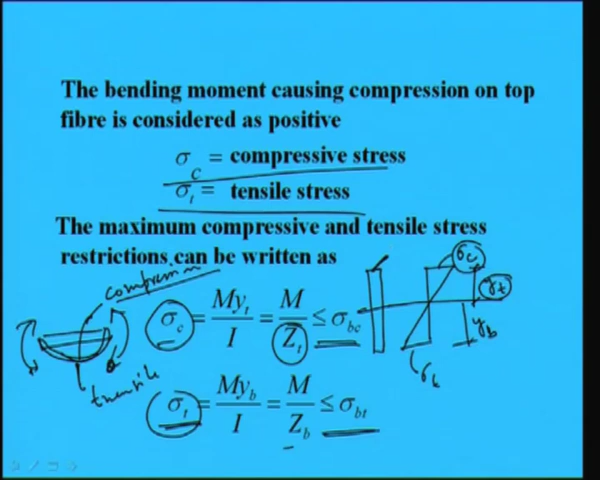 The bending moment causing compression on top
fibre is considered as positive
σc = compressive stress
σt = tensile stress
The maximum compressive and tensile stress
restrictions can be written as
σc = Myt/I = M/Zt ≤ σbc
σt = Myb/I = M/Zb ≤ σbt
tensile
σc
yt
yb
σt